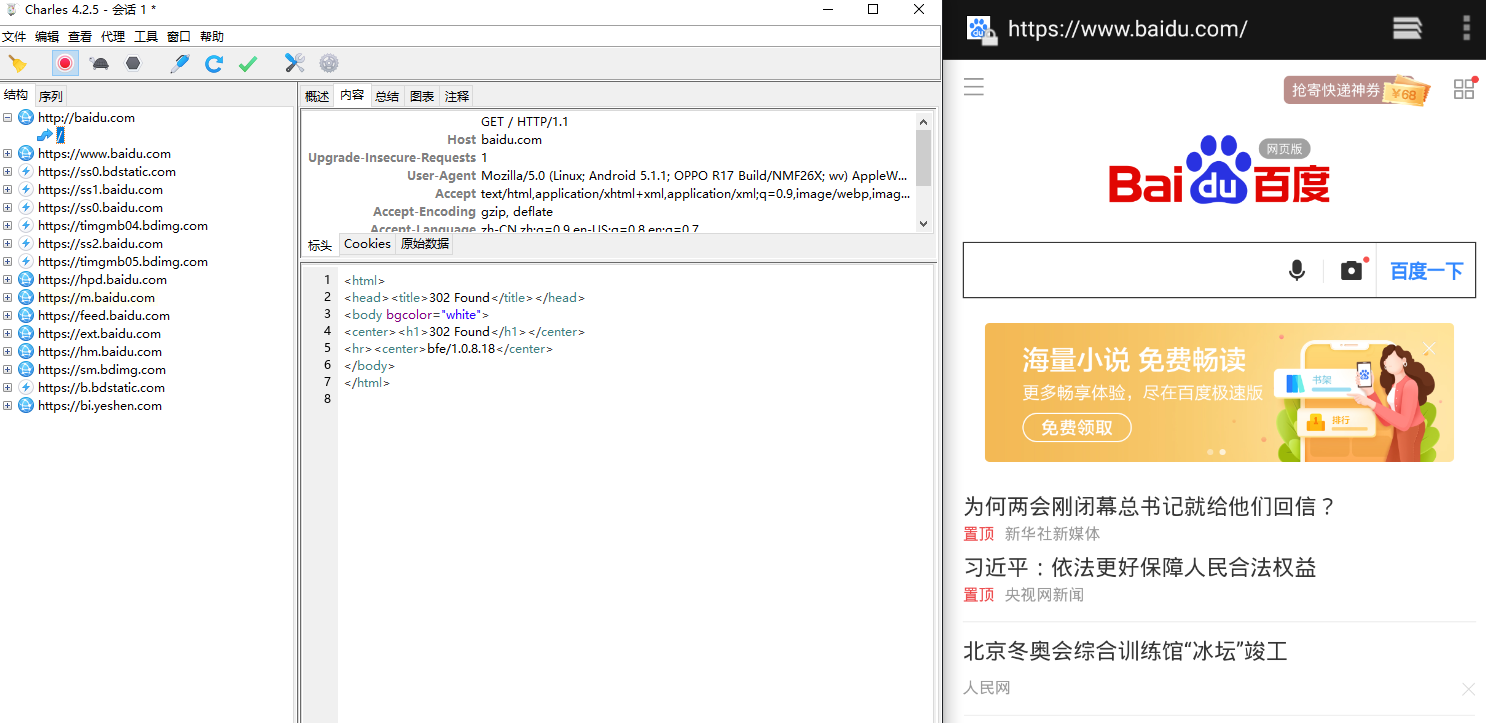 Charles 4.2.5 - 会话 1 *
文件 编辑 查看 代理 工具 窗口 帮助
结构 序列
http://baidu.com
/
https://www.baidu.com
https://ss0.bdstatic.com
https://ss1.baidu.com
https://ss0.baidu.com
https://timgmb04.bdimg.com
https://ss2.baidu.com
https://timgmb05.bdimg.com
https://hpd.baidu.com
https://m.baidu.com
https://feed.baidu.com
https://ext.baidu.com
https://hm.baidu.com
https://sm.bdimg.com
https://b.bdstatic.com
https://bi.yeshen.com
概述 内容 总结 图表 注释
GET / HTTP/1.1
Host baidu.com
Upgrade-Insecure-Requests 1
User-Agent Mozilla/5.0 (Linux; Android 5.1.1; OPPO R17 Build/NMF26X; wv) AppleW...
Accept text/html,application/xhtml+xml,application/xml;q=0.9,image/webp,imag...
Accept-Encoding gzip, deflate
Accept-Language zh-CN,zh;q=0.9,en-US;q=0.8,en;q=0.7
标头 Cookies 原始数据
1 <html>
2 <head><title>302 Found</title></head>
3 <body bgcolor="white">
4 <center><h1>302 Found</h1></center>
5 <hr><center>bfe/1.0.8.18</center>
6 </body>
7 </html>
8
https://www.baidu.com/
抢寄快递神券 ¥68
网页版
Bai du 百度
百度一下
海量小说 免费畅读
更多畅享体验，尽在百度极速版
免费领取
书架
1 排行
为何两会刚闭幕总书记就给他们回信？
置顶 新华社新媒体
习近平：依法更好保障人民合法权益
置顶 央视网新闻
北京冬奥会综合训练馆“冰坛”竣工
人民网